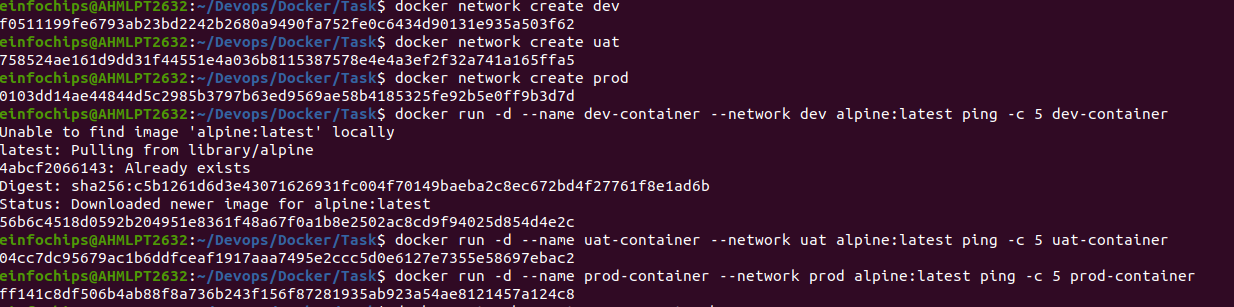 einfochips@AHMLPT2632:~/Devops/Docker/Task$ docker network create dev
f0511199fe6793ab23bd2242b2680a9490fa752fe0c6434d90131e935a503f62
einfochips@AHMLPT2632:~/Devops/Docker/Task$ docker network create uat
758524ae161d9dd31f44551e4a036b8115387578e4e4a3ef2f32a741a165ffa5
einfochips@AHMLPT2632:~/Devops/Docker/Task$ docker network create prod
0103dd14ae44844d5c2985b3797b63ed9569ae58b4185325fe92b5e0ff9b3d7d
einfochips@AHMLPT2632:~/Devops/Docker/Task$ docker run -d --name dev-container --network dev alpine:latest ping -c 5 dev-container
Unable to find image 'alpine:latest' locally
latest: Pulling from library/alpine
4abcf2066143: Already exists
Digest: sha256:c5b1261d6d3e43071626931fc004f70149baeba2c8ec672bd4f27761f8e1ad6b
Status: Downloaded newer image for alpine:latest
56b6c4518d0592b204951e8361f48a67f0a1b8e2502ac8cd9f94025d854d4e2c
einfochips@AHMLPT2632:~/Devops/Docker/Task$ docker run -d --name uat-container --network uat alpine:latest ping -c 5 uat-container
04cc7dc95679ac1b6ddfceaf1917aaa7495e2ccc5d0e6127e7355e58697ebac2
einfochips@AHMLPT2632:~/Devops/Docker/Task$ docker run -d --name prod-container --network prod alpine:latest ping -c 5 prod-container
ff141c8df506b4ab88f8a736b243f156f87281935ab923a54ae8121457a124c8